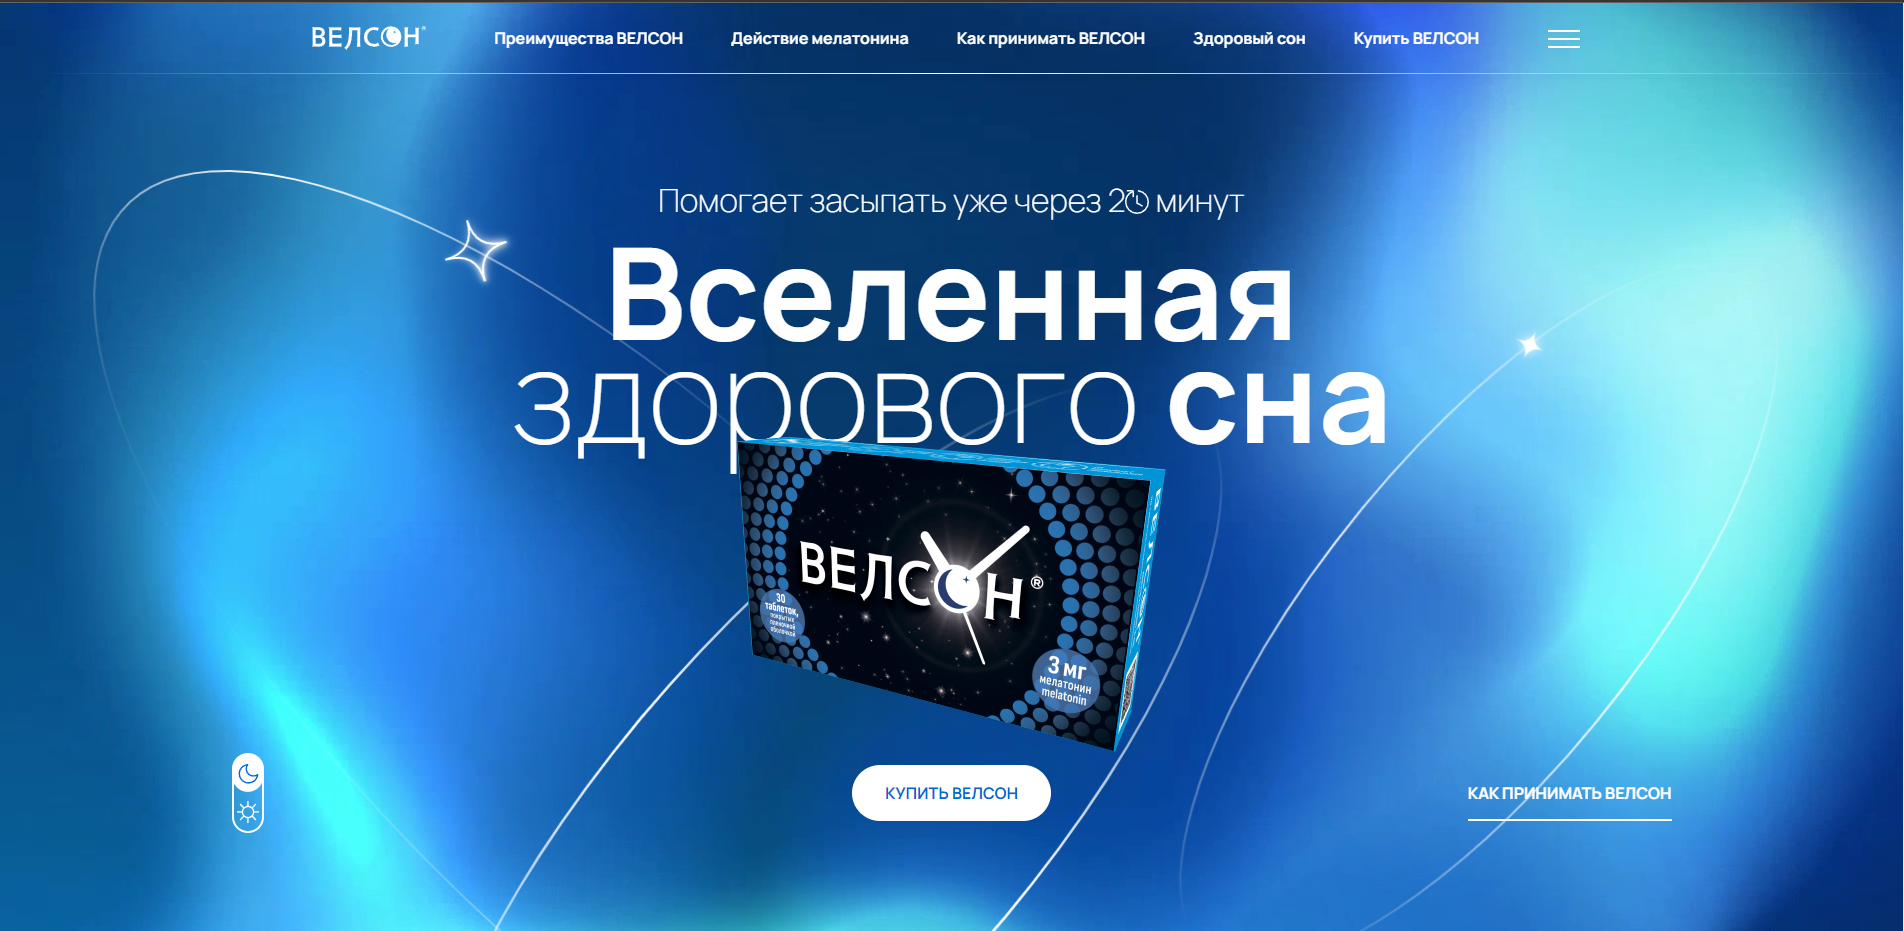 ВЕЛСОН®
Преимущества ВЕЛСОН
Действие мелатонина
Как принимать ВЕЛСОН
Здоровый сон
Купить ВЕЛСОН
Помогает засыпать уже через 20 минут
Вселенная
здорового сна
ВЕЛСОН®
30
таблеток,
покрытых
пленочной
оболочкой
3 мг
мелатонин
melatonin
КУПИТЬ ВЕЛСОН
КАК ПРИНИМАТЬ ВЕЛСОН